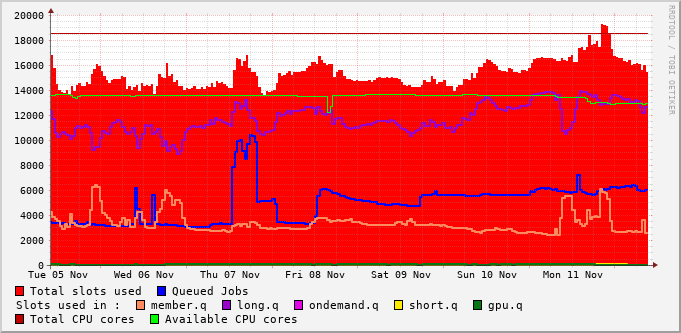 RRDTOOL / TOBI OETIKER
20000
18000
16000
14000
12000
10000
8000
6000
4000
2000
0
Tue 05 Nov Wed 06 Nov Thu 07 Nov Fri 08 Nov Sat 09 Nov Sun 10 Nov Mon 11 Nov
Total slots used Queued Jobs
Slots used in : member.q long.q ondemand.q short.q gpu.q
Total CPU cores Available CPU cores